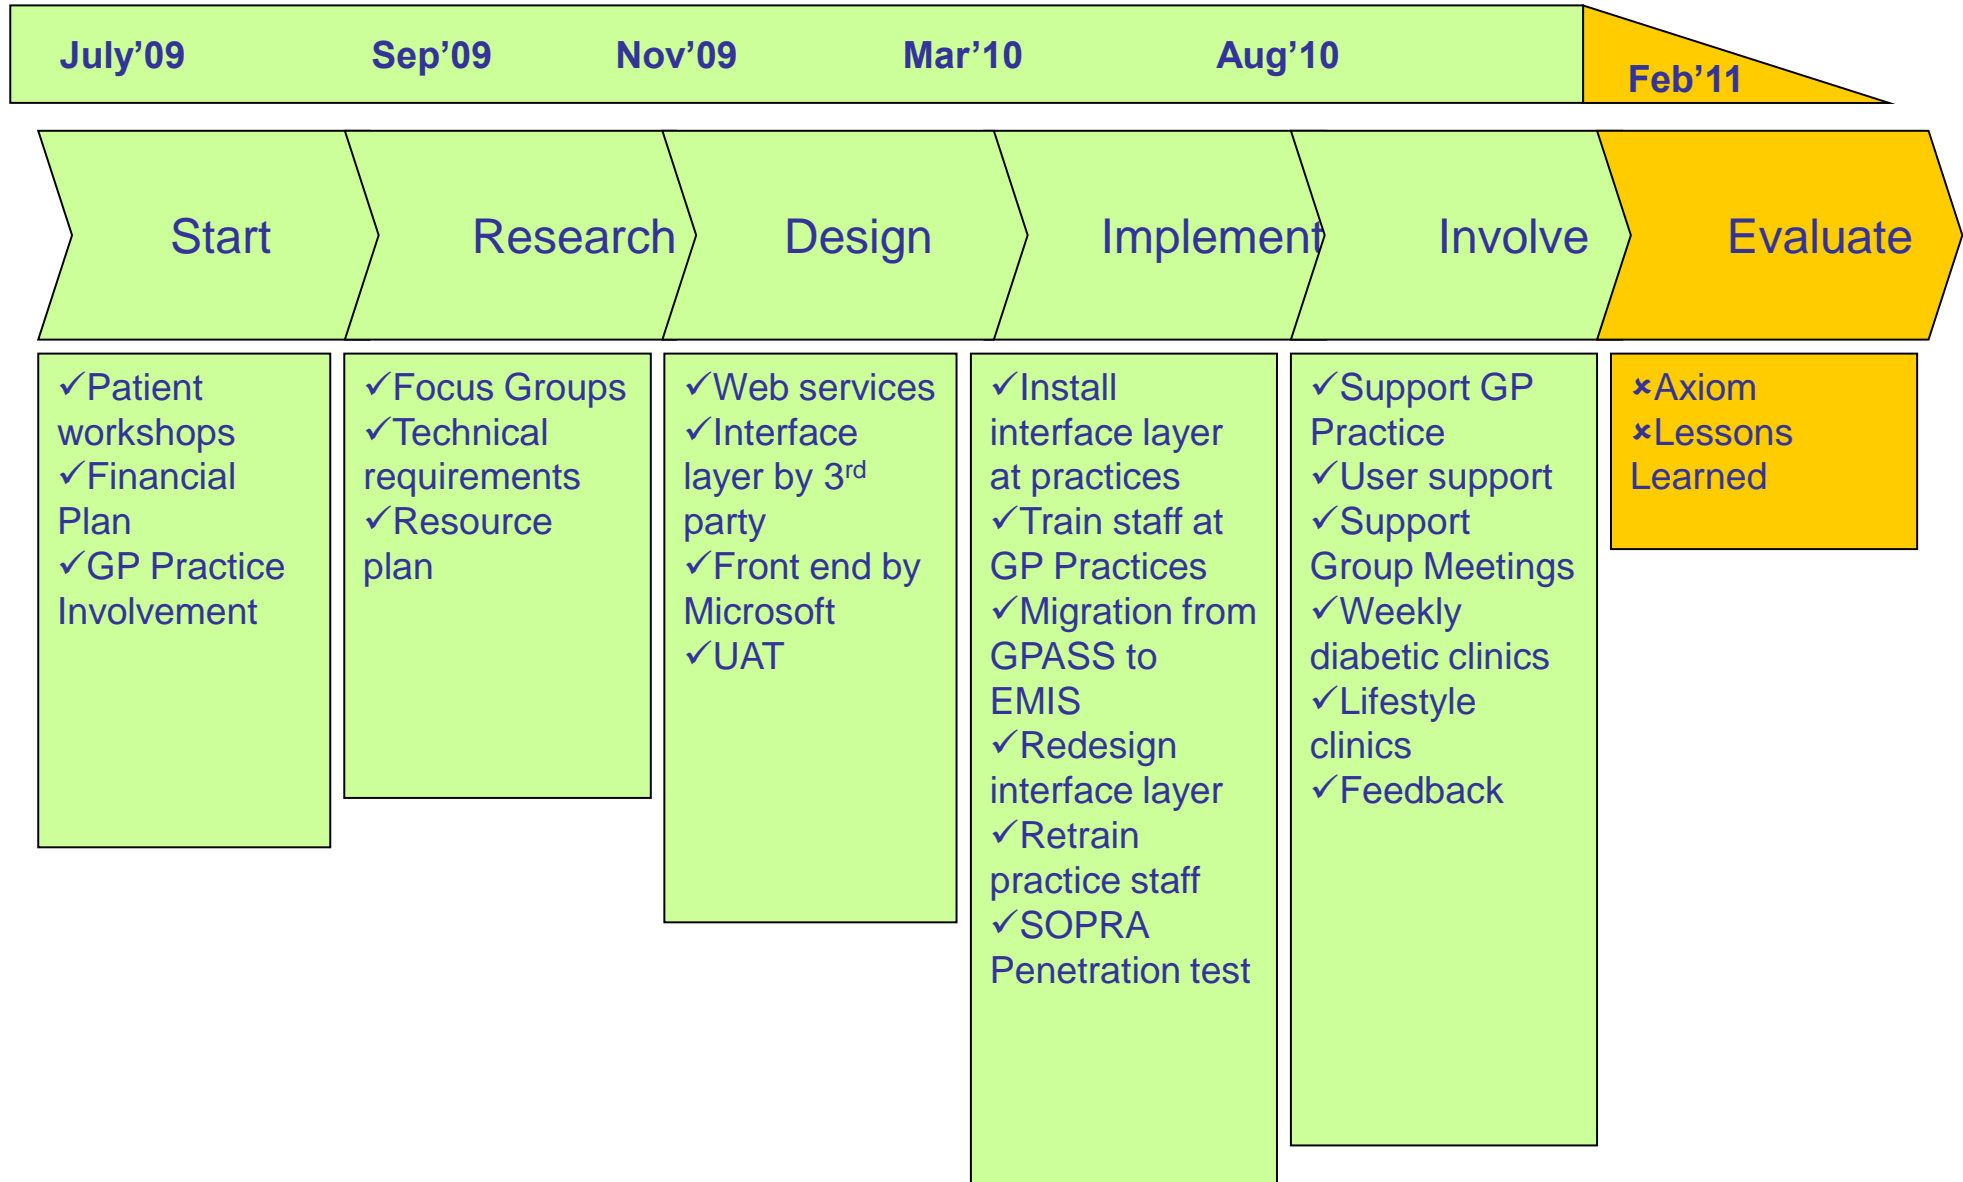 July’09 Sep’09 Nov’09 Mar’10 Aug’10 Feb’11
Start Research Design Implement Involve Evaluate
✓Patient
workshops
✓Financial
Plan
✓GP Practice
Involvement
✓Focus Groups
✓Technical
requirements
✓Resource
plan
✓Web services
✓Interface
layer by 3rd
party
✓Front end by
Microsoft
✓UAT
✓Install
interface layer
at practices
✓Train staff at
GP Practices
✓Migration from
GPASS to
EMIS
✓Redesign
interface layer
✓Retrain
practice staff
✓SOPRA
Penetration test
✓Support GP
Practice
✓User support
✓Support
Group Meetings
✓Weekly
diabetic clinics
✓Lifestyle
clinics
✓Feedback
×Axiom
×Lessons
Learned